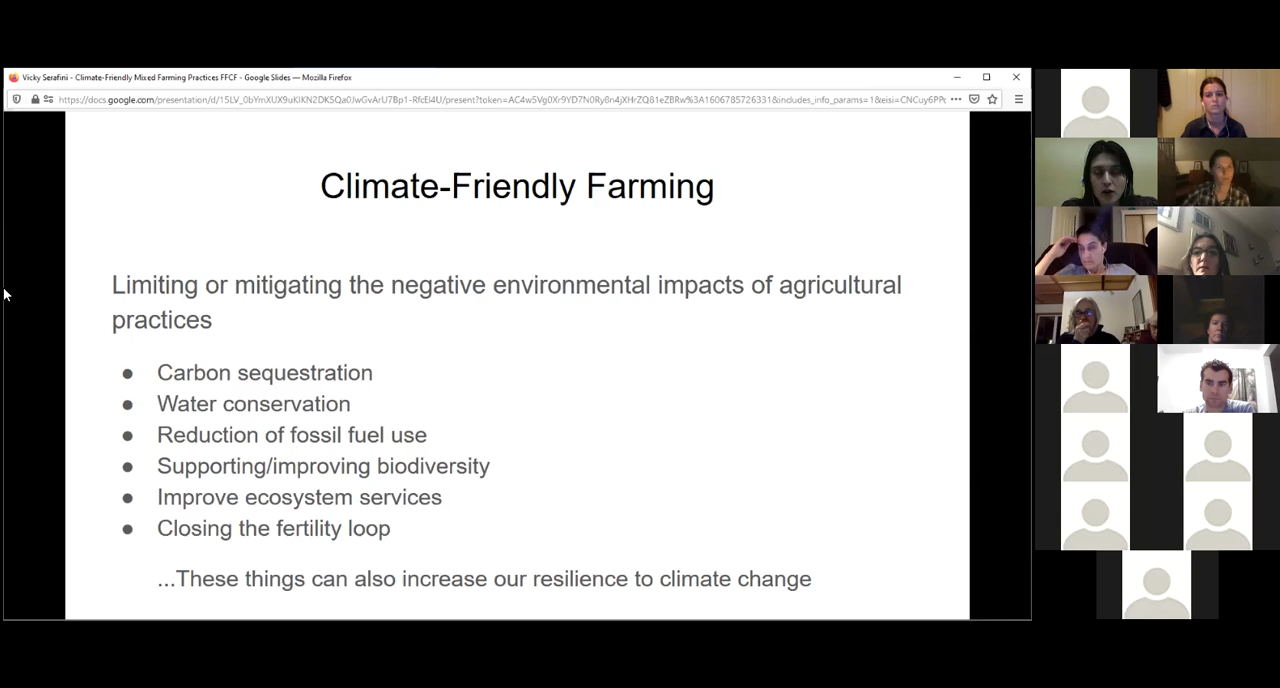 Vicky Serafini - Climate-Friendly Mixed Farming Practices FFCF - Google Slides — Mozilla Firefox
Climate-Friendly Farming
Limiting or mitigating the negative environmental impacts of agricultural
practices
● Carbon sequestration
● Water conservation
● Reduction of fossil fuel use
● Supporting/improving biodiversity
● Improve ecosystem services
● Closing the fertility loop
...These things can also increase our resilience to climate change